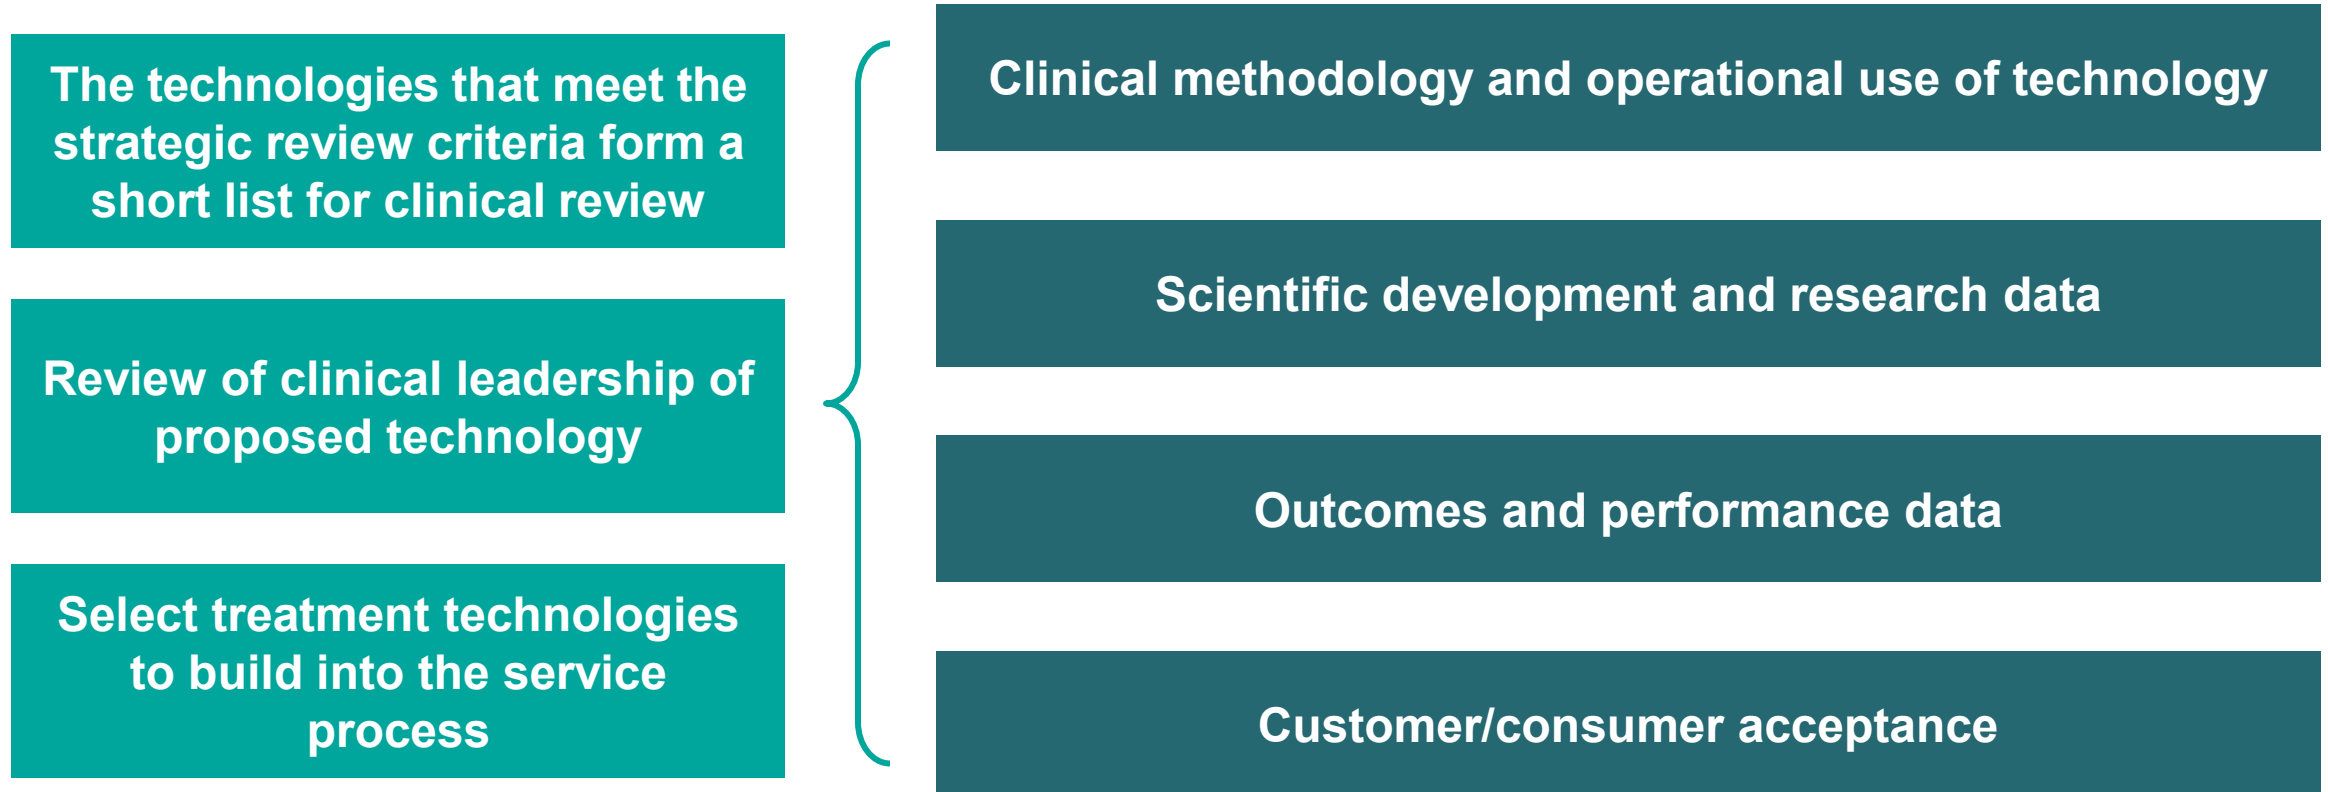 The technologies that meet the
strategic review criteria form a
short list for clinical review
Review of clinical leadership of
proposed technology
Select treatment technologies
to build into the service
process
Clinical methodology and operational use of technology
Scientific development and research data
Outcomes and performance data
Customer/consumer acceptance